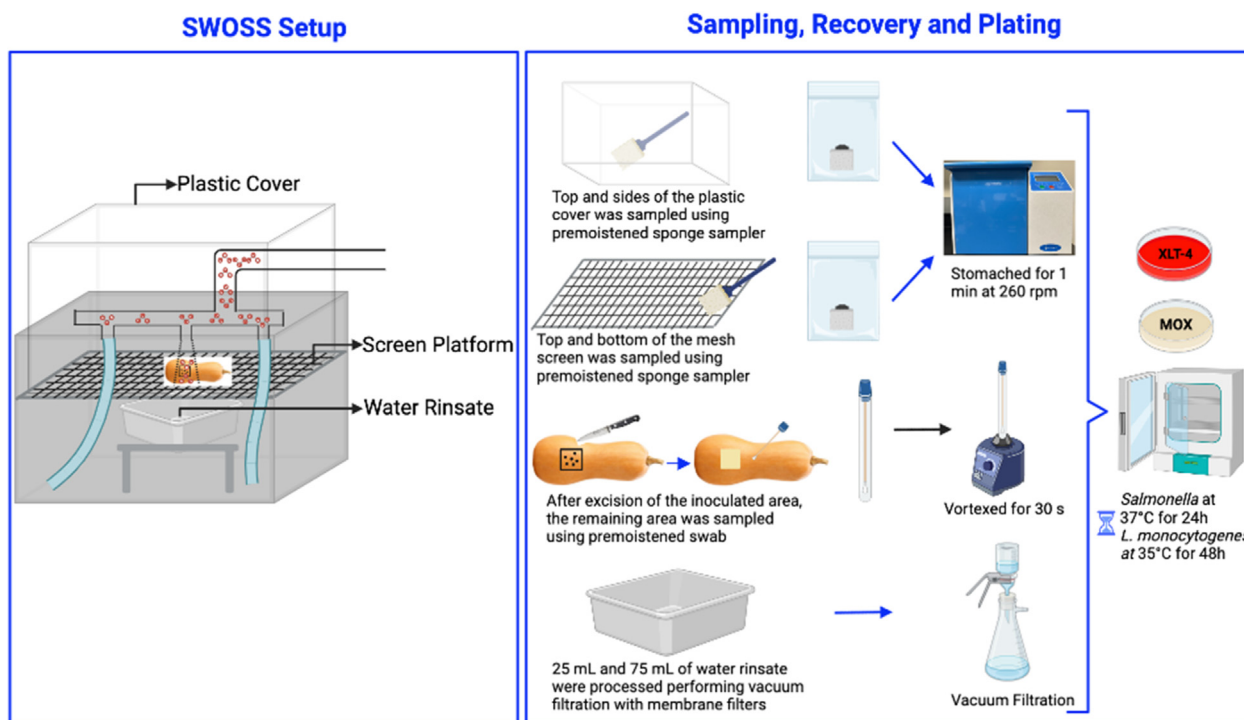 SWOSS Setup
Plastic Cover
Screen Platform
Water Rinsate
Sampling, Recovery and Plating
Top and sides of the plastic
cover was sampled using
premoistened sponge sampler
Top and bottom of the mesh
screen was sampled using
premoistened sponge sampler
Stomached for 1
min at 260 rpm
After excision of the inoculated area,
the remaining area was sampled
using premoistened swab
Vortexed for 30 s
25 mL and 75 mL of water rinsate
were processed performing vacuum
filtration with membrane filters
Vacuum Filtration
XLT-4
MOX
Salmonella at
37°C for 24h
L. monocytogenes
at 35°C for 48h